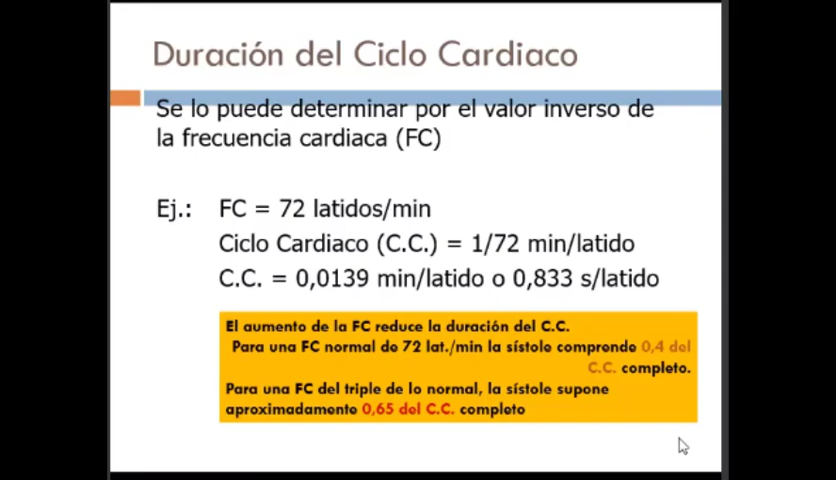 Duración del Ciclo Cardiaco
Se lo puede determinar por el valor inverso de
la frecuencia cardiaca (FC)
Ej.: FC = 72 latidos/min
Ciclo Cardiaco (C.C.) = 1/72 min/latido
C.C. = 0,0139 min/latido o 0,833 s/latido
El aumento de la FC reduce la duración del C.C.
Para una FC normal de 72 lat./min la sístole comprende 0,4 del
C.C. completo.
Para una FC del triple de lo normal, la sístole supone
aproximadamente 0,65 del C.C. completo